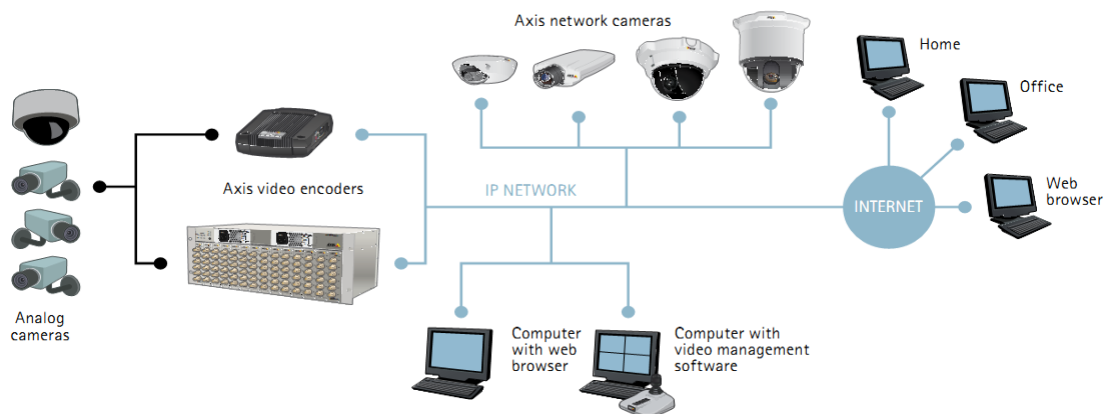 Axis network cameras
Home
Office
Web
browser
Axis video encoders
IP NETWORK
INTERNET
Analog
cameras
Computer
with web
browser
Computer with
video management
software